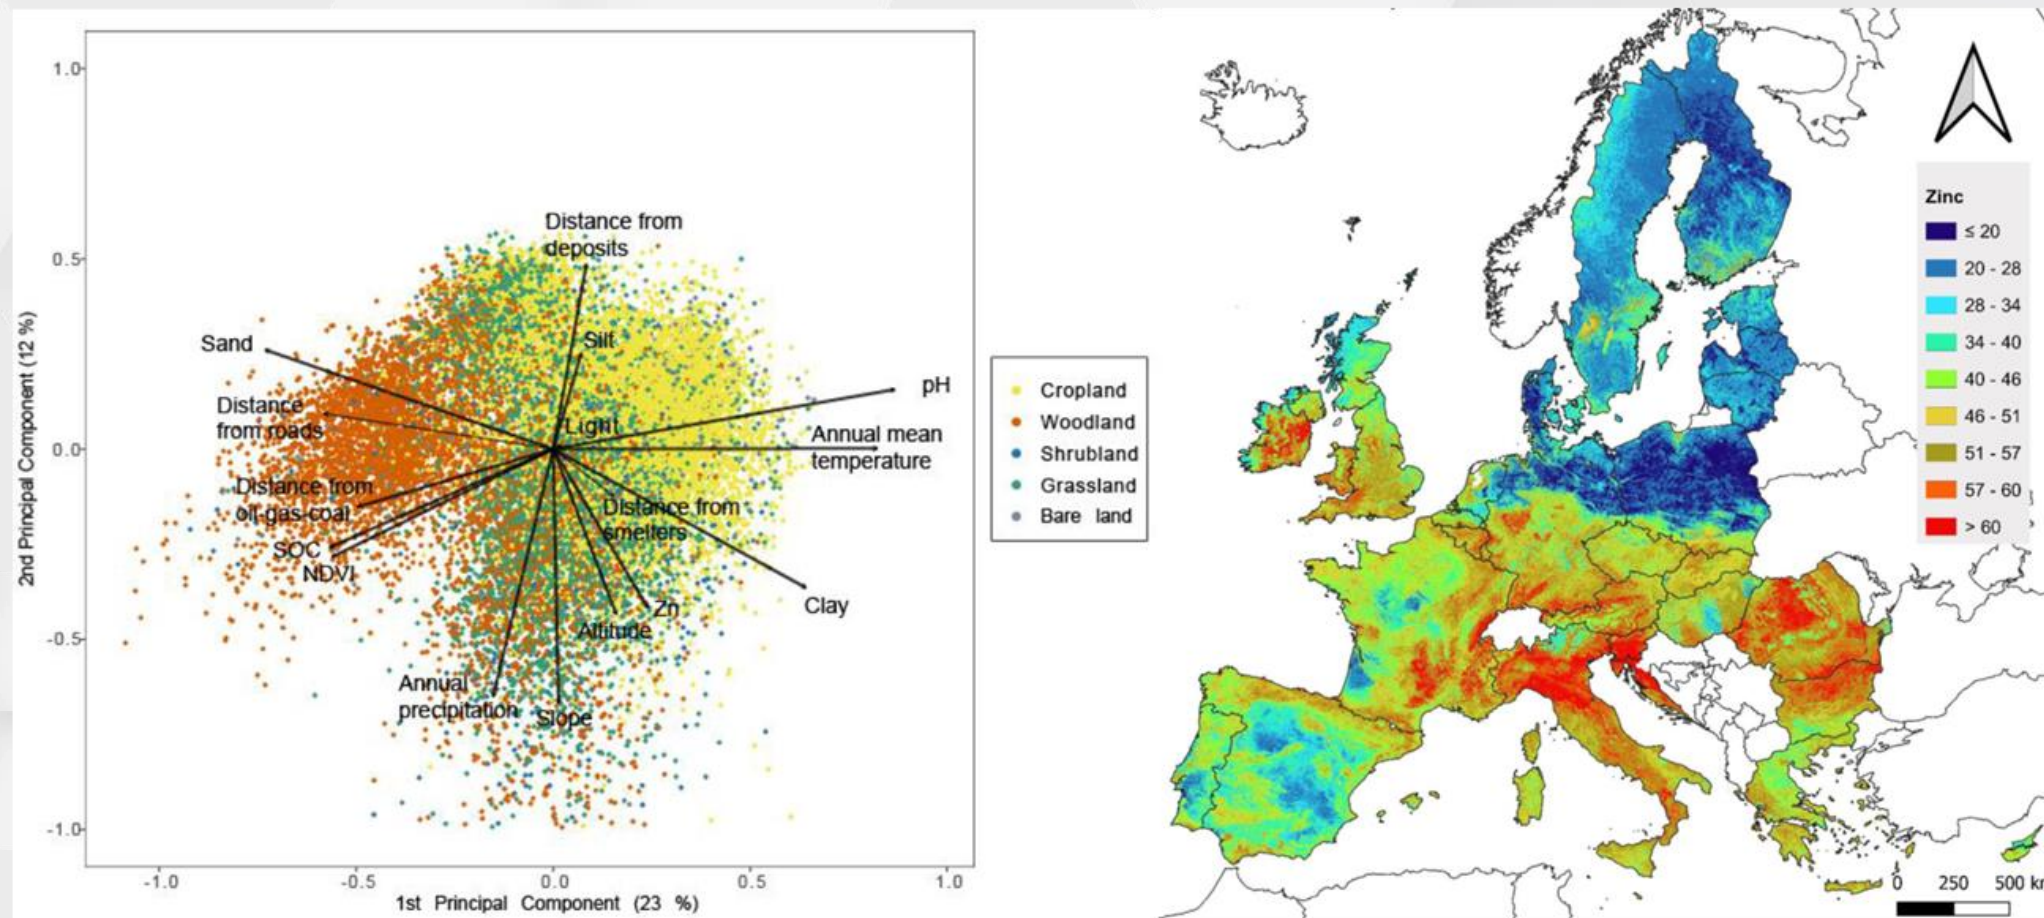 1.0
0.5
0.0
-0.5
-1.0
2nd Principal Component (12 %)
Distance from
deposits
Silt
Sand
pH
Distance
from roads
Light
Annual mean
temperature
Distance from
oil-gas-coal
Distance from
smelters
SOC
NDVI
Zn
Clay
Altitude
Annual
precipitation
Slope
-1.0
-0.5
0.0
0.5
1.0
1st Principal Component (23 %)
Cropland
Woodland
Shrubland
Grassland
Bare land
Zinc
≤ 20
20 - 28
28 - 34
34 - 40
40 - 46
46 - 51
51 - 57
57 - 60
> 60
0 250 500 km